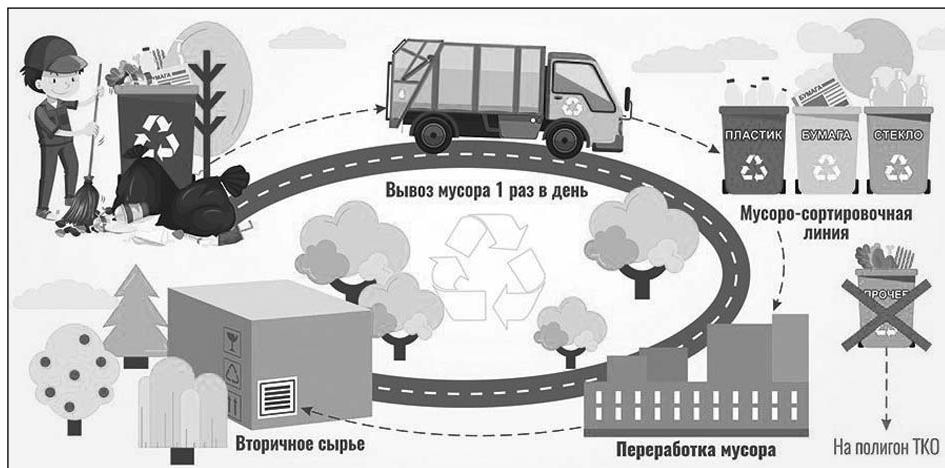 МАГА
БУМАГА
ПЛАСТИК
БУМАГА
СТЕКЛО
Вывоз мусора 1 раз в день
Мусоро-сортировочная
линия
ПРОЧЕЕ
Вторичное сырье
Переработка мусора
На полигон ТКО